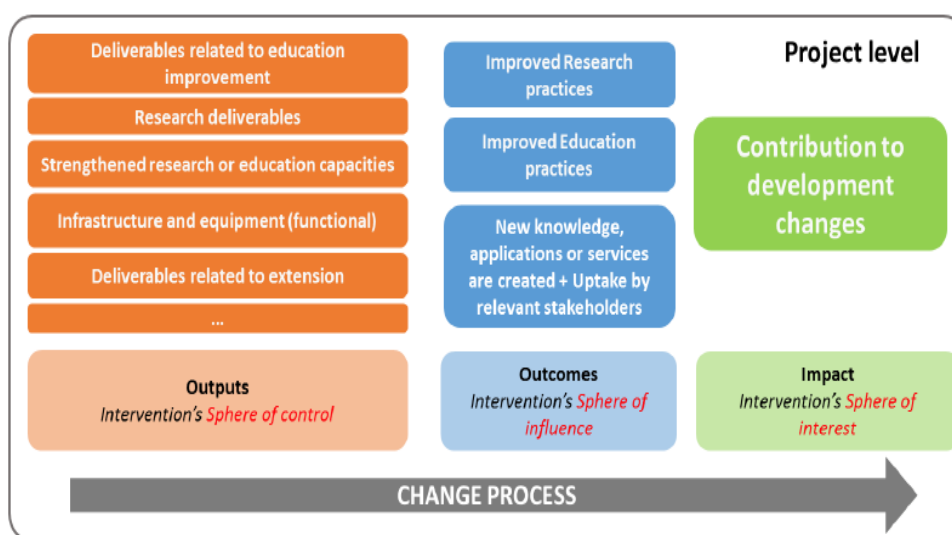 Project level
Deliverables related to education
improvement
Research deliverables
Strengthened research or education capacities
Infrastructure and equipment (functional)
Deliverables related to extension
...
Improved Research
practices
Improved Education
practices
New knowledge,
applications or services
are created + Uptake by
relevant stakeholders
Contribution to
development
changes
Outputs
Intervention's Sphere of control
Outcomes
Intervention's Sphere of
influence
Impact
Intervention's Sphere of
interest
CHANGE PROCESS